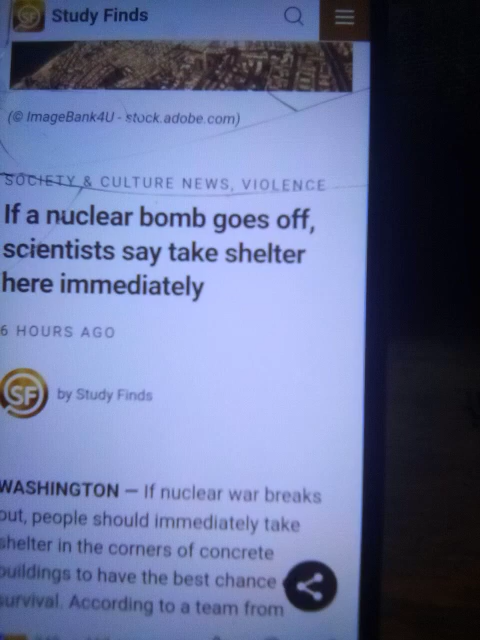 SF Study Finds
(© ImageBank4U - stock.adobe.com)
SOCIETY & CULTURE NEWS, VIOLENCE
If a nuclear bomb goes off,
scientists say take shelter
here immediately
6 HOURS AGO
SF by Study Finds
WASHINGTON — If nuclear war breaks
out, people should immediately take
shelter in the corners of concrete
buildings to have the best chance
survival. According to a team from